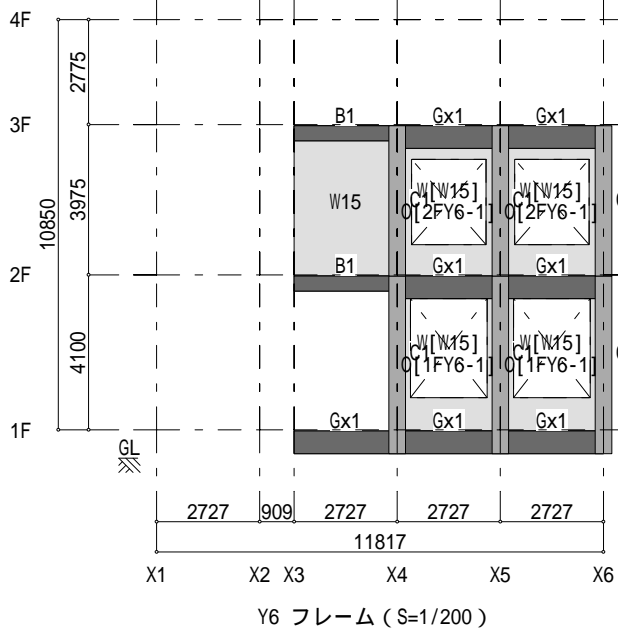 4F
2775
3F
B1 Gx1 Gx1
3975
10850
W15
W[W15] W[W15]
C1 C1
O[2FY6-1] O[2FY6-1]
2F
B1 Gx1 Gx1
4100
W[W15] W[W15]
C1 C1
O[1FY6-1] O[1FY6-1]
1F
Gx1 Gx1 Gx1
GL
2727 909 2727 2727 2727
11817
X1 X2 X3 X4 X5 X6
Y6 フレーム (S=1/200)